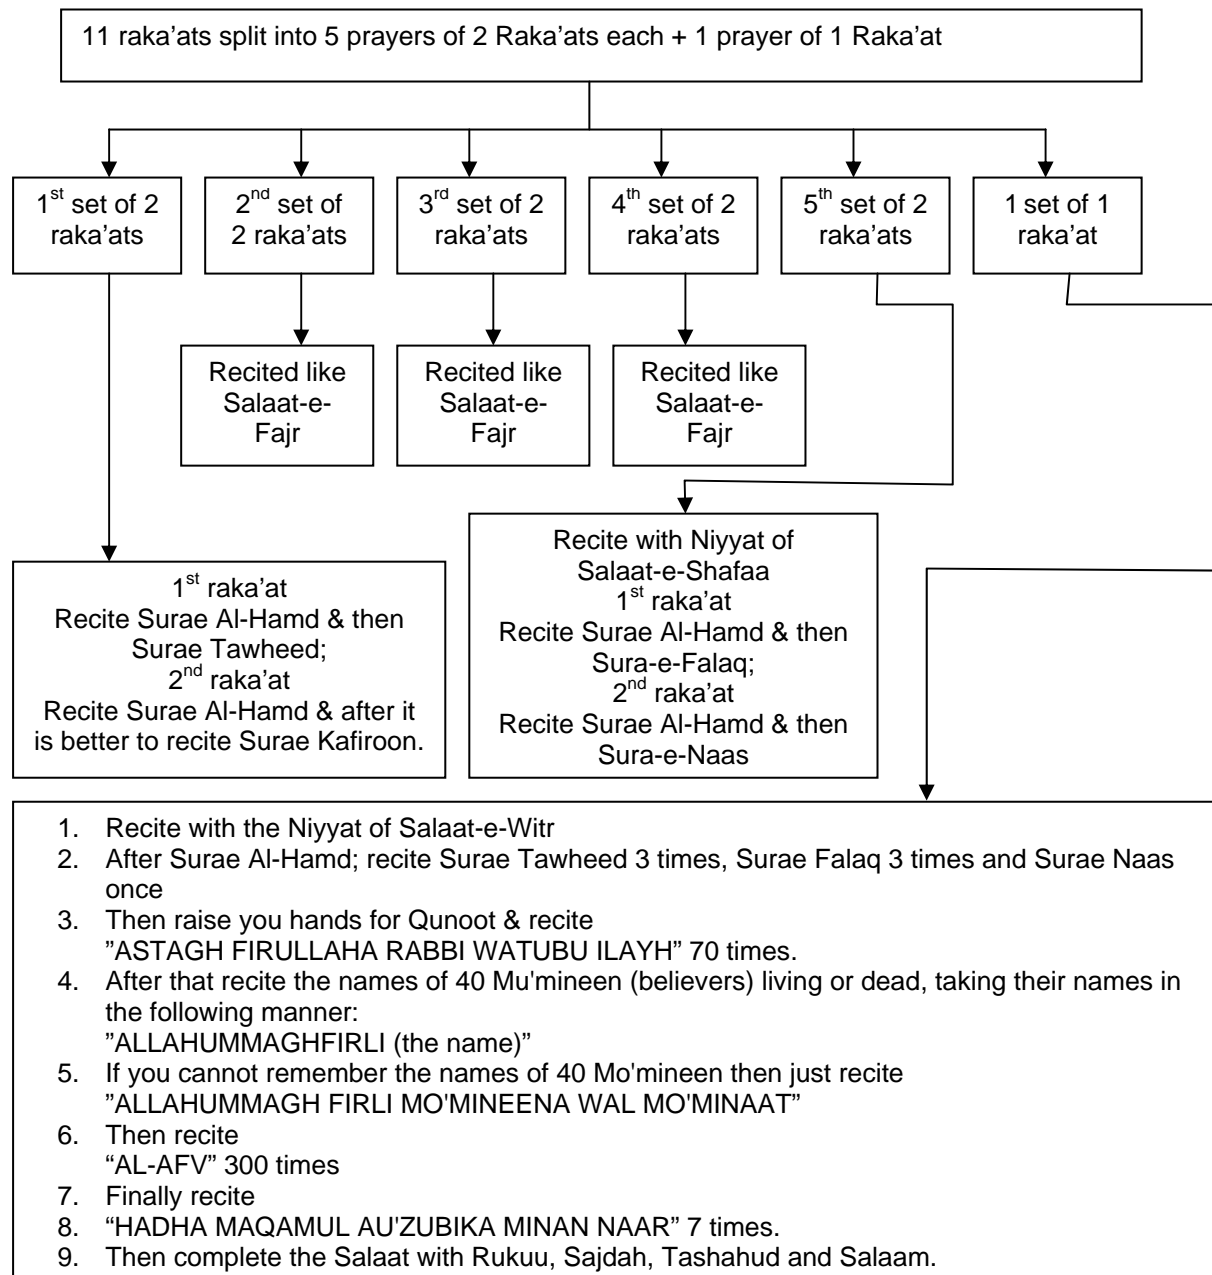 11 raka’ats split into 5 prayers of 2 Raka’ats each + 1 prayer of 1 Raka’at
1st set of 2
raka’ats
2nd set of
2 raka’ats
3rd set of 2
raka’ats
4th set of 2
raka’ats
5th set of 2
raka’ats
1 set of 1
raka’at
Recited like
Salaat-e-
Fajr
Recited like
Salaat-e-
Fajr
Recited like
Salaat-e-
Fajr
1st raka’at
Recite Surae Al-Hamd & then
Surae Tawheed;
2nd raka’at
Recite Surae Al-Hamd & after it
is better to recite Surae Kafiroon.
Recite with Niyyat of
Salaat-e-Shafaa
1st raka’at
Recite Surae Al-Hamd & then
Sura-e-Falaq;
2nd raka’at
Recite Surae Al-Hamd & then
Sura-e-Naas
1. Recite with the Niyyat of Salaat-e-Witr
2. After Surae Al-Hamd; recite Surae Tawheed 3 times, Surae Falaq 3 times and Surae Naas
once
3. Then raise you hands for Qunoot & recite
”ASTAGH FIRULLAHA RABBI WATUBU ILAYH” 70 times.
4. After that recite the names of 40 Mu'mineen (believers) living or dead, taking their names in
the following manner:
”ALLAHUMMAGHFIRLI (the name)”
5. If you cannot remember the names of 40 Mo'mineen then just recite
”ALLAHUMMAGH FIRLI MO'MINEENA WAL MO'MINAAT”
6. Then recite
“AL-AFV” 300 times
7. Finally recite
8. “HADHA MAQAMUL AU'ZUBIKA MINAN NAAR” 7 times.
9. Then complete the Salaat with Rukuu, Sajdah, Tashahud and Salaam.